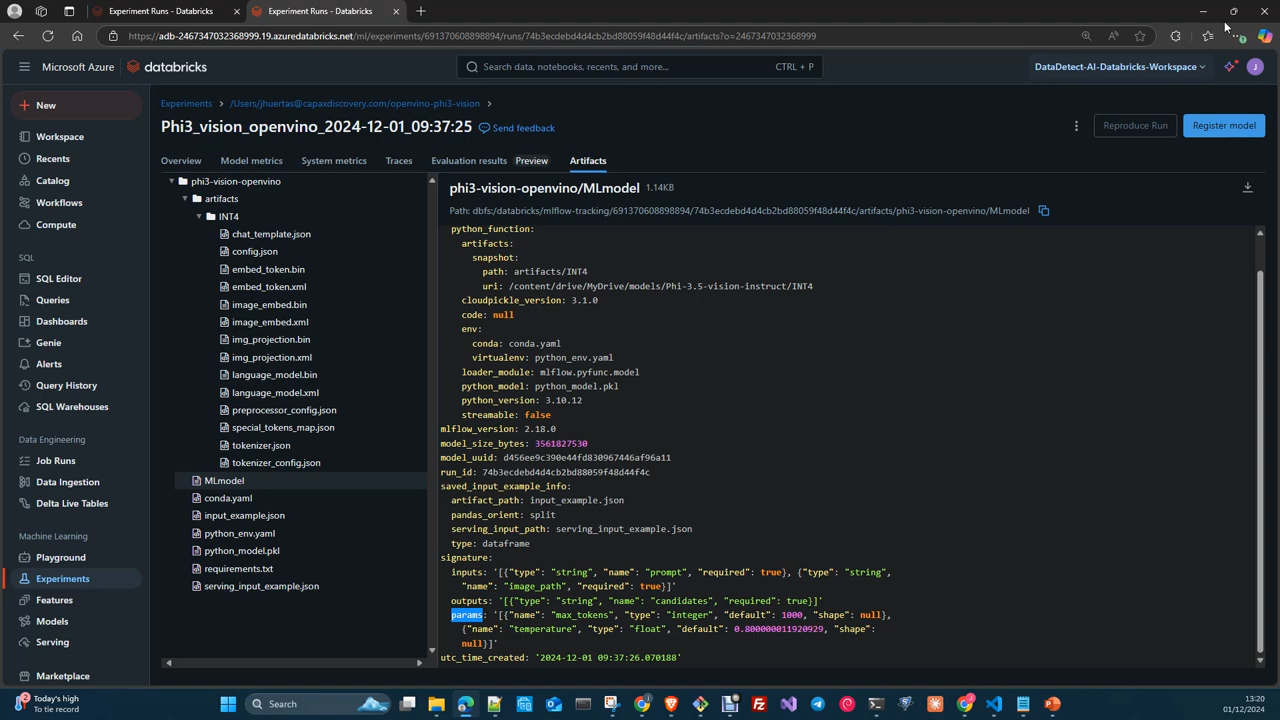 Experiment Runs - Databricks
Experiment Runs - Databricks
https://adb-2467347032368999.19.azuredatabricks.net/ml/experiments/691370608898894/runs/74b3ecdebd4d4cb2bd88059f48d44f4c/artifacts?o=2467347032368999
Microsoft Azure
databricks
Search data, notebooks, recents, and more...
CTRL + P
DataDetect-AI-Databricks-Workspace
J
New
Workspace
Recents
Catalog
Workflows
Compute
SQL
SQL Editor
Queries
Dashboards
Genie
Alerts
Query History
SQL Warehouses
Data Engineering
Job Runs
Data Ingestion
Delta Live Tables
Machine Learning
Playground
Experiments
Features
Models
Serving
Marketplace
Experiments
/Users/jhuertas@capaxdiscovery.com/openvino-phi3-vision
Phi3_vision_openvino_2024-12-01_09:37:25
Send feedback
Reproduce Run
Register model
Overview
Model metrics
System metrics
Traces
Evaluation results
Preview
Artifacts
phi3-vision-openvino
artifacts
INT4
chat_template.json
config.json
embed_token.bin
embed_token.xml
image_embed.bin
image_embed.xml
img_projection.bin
img_projection.xml
language_model.bin
language_model.xml
preprocessor_config.json
special_tokens_map.json
tokenizer.json
tokenizer_config.json
MLmodel
conda.yaml
input_example.json
python_env.yaml
python_model.pkl
requirements.txt
serving_input_example.json
phi3-vision-openvino/MLmodel
1.14KB
Path: dbfs:/databricks/mlflow-tracking/691370608898894/74b3ecdebd4d4cb2bd88059f48d44f4c/artifacts/phi3-vision-openvino/MLmodel
python_function:
artifacts:
snapshot:
path: artifacts/INT4
uri: /content/drive/MyDrive/models/Phi-3.5-vision-instruct/INT4
cloudpickle_version: 3.1.0
code: null
env:
conda: conda.yaml
virtualenv: python_env.yaml
loader_module: mlflow.pyfunc.model
python_model: python_model.pkl
python_version: 3.10.12
streamable: false
mlflow_version: 2.18.0
model_size_bytes: 3561827530
model_uuid: d456ee9c390e44fd830967446af96a11
run_id: 74b3ecdebd4d4cb2bd88059f48d44f4c
saved_input_example_info:
artifact_path: input_example.json
pandas_orient: split
serving_input_path: serving_input_example.json
type: dataframe
signature:
inputs: '[{"type": "string", "name": "prompt", "required": true}, {"type": "string",
"name": "image_path", "required": true}]'
outputs: '[{"type": "string", "name": "candidates", "required": true}]'
params: '[{"name": "max_tokens", "type": "integer", "default": 1000, "shape": null},
{"name": "temperature", "type": "float", "default": 0.800000011920929, "shape":
null}]'
utc_time_created: '2024-12-01 09:37:26.070188'
2
Today's high
To tie record
Search
13:20
01/12/2024